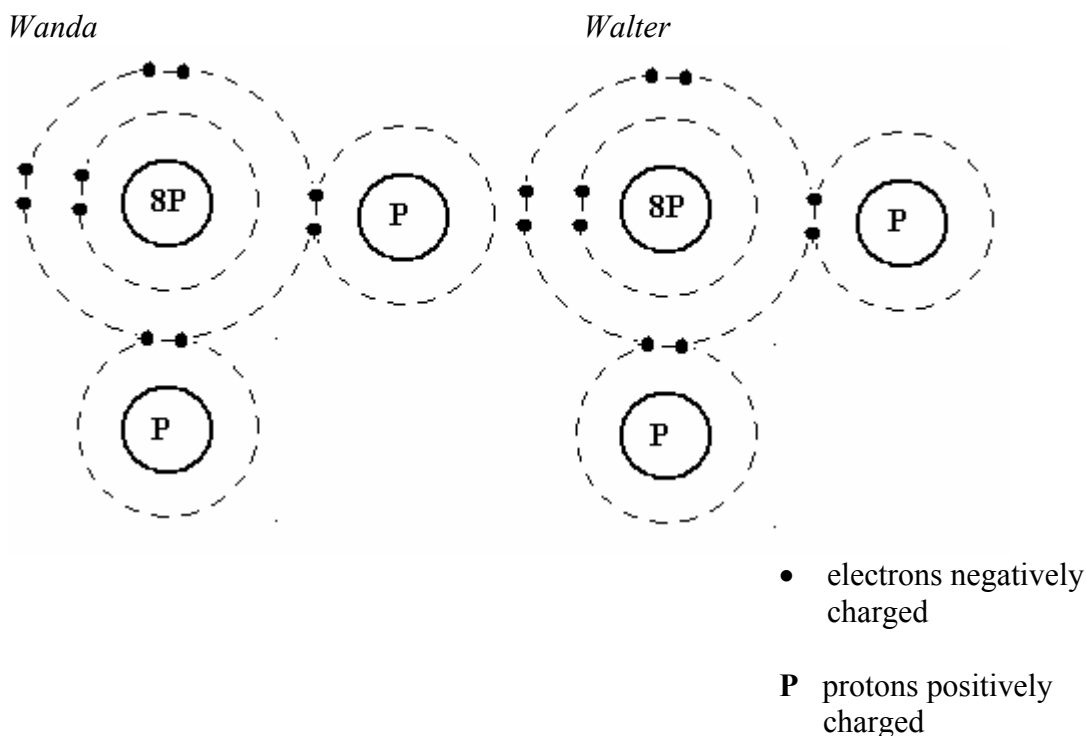 Wanda Walter
8P P 8P P
P P
• electrons negatively
charged
P protons positively
charged